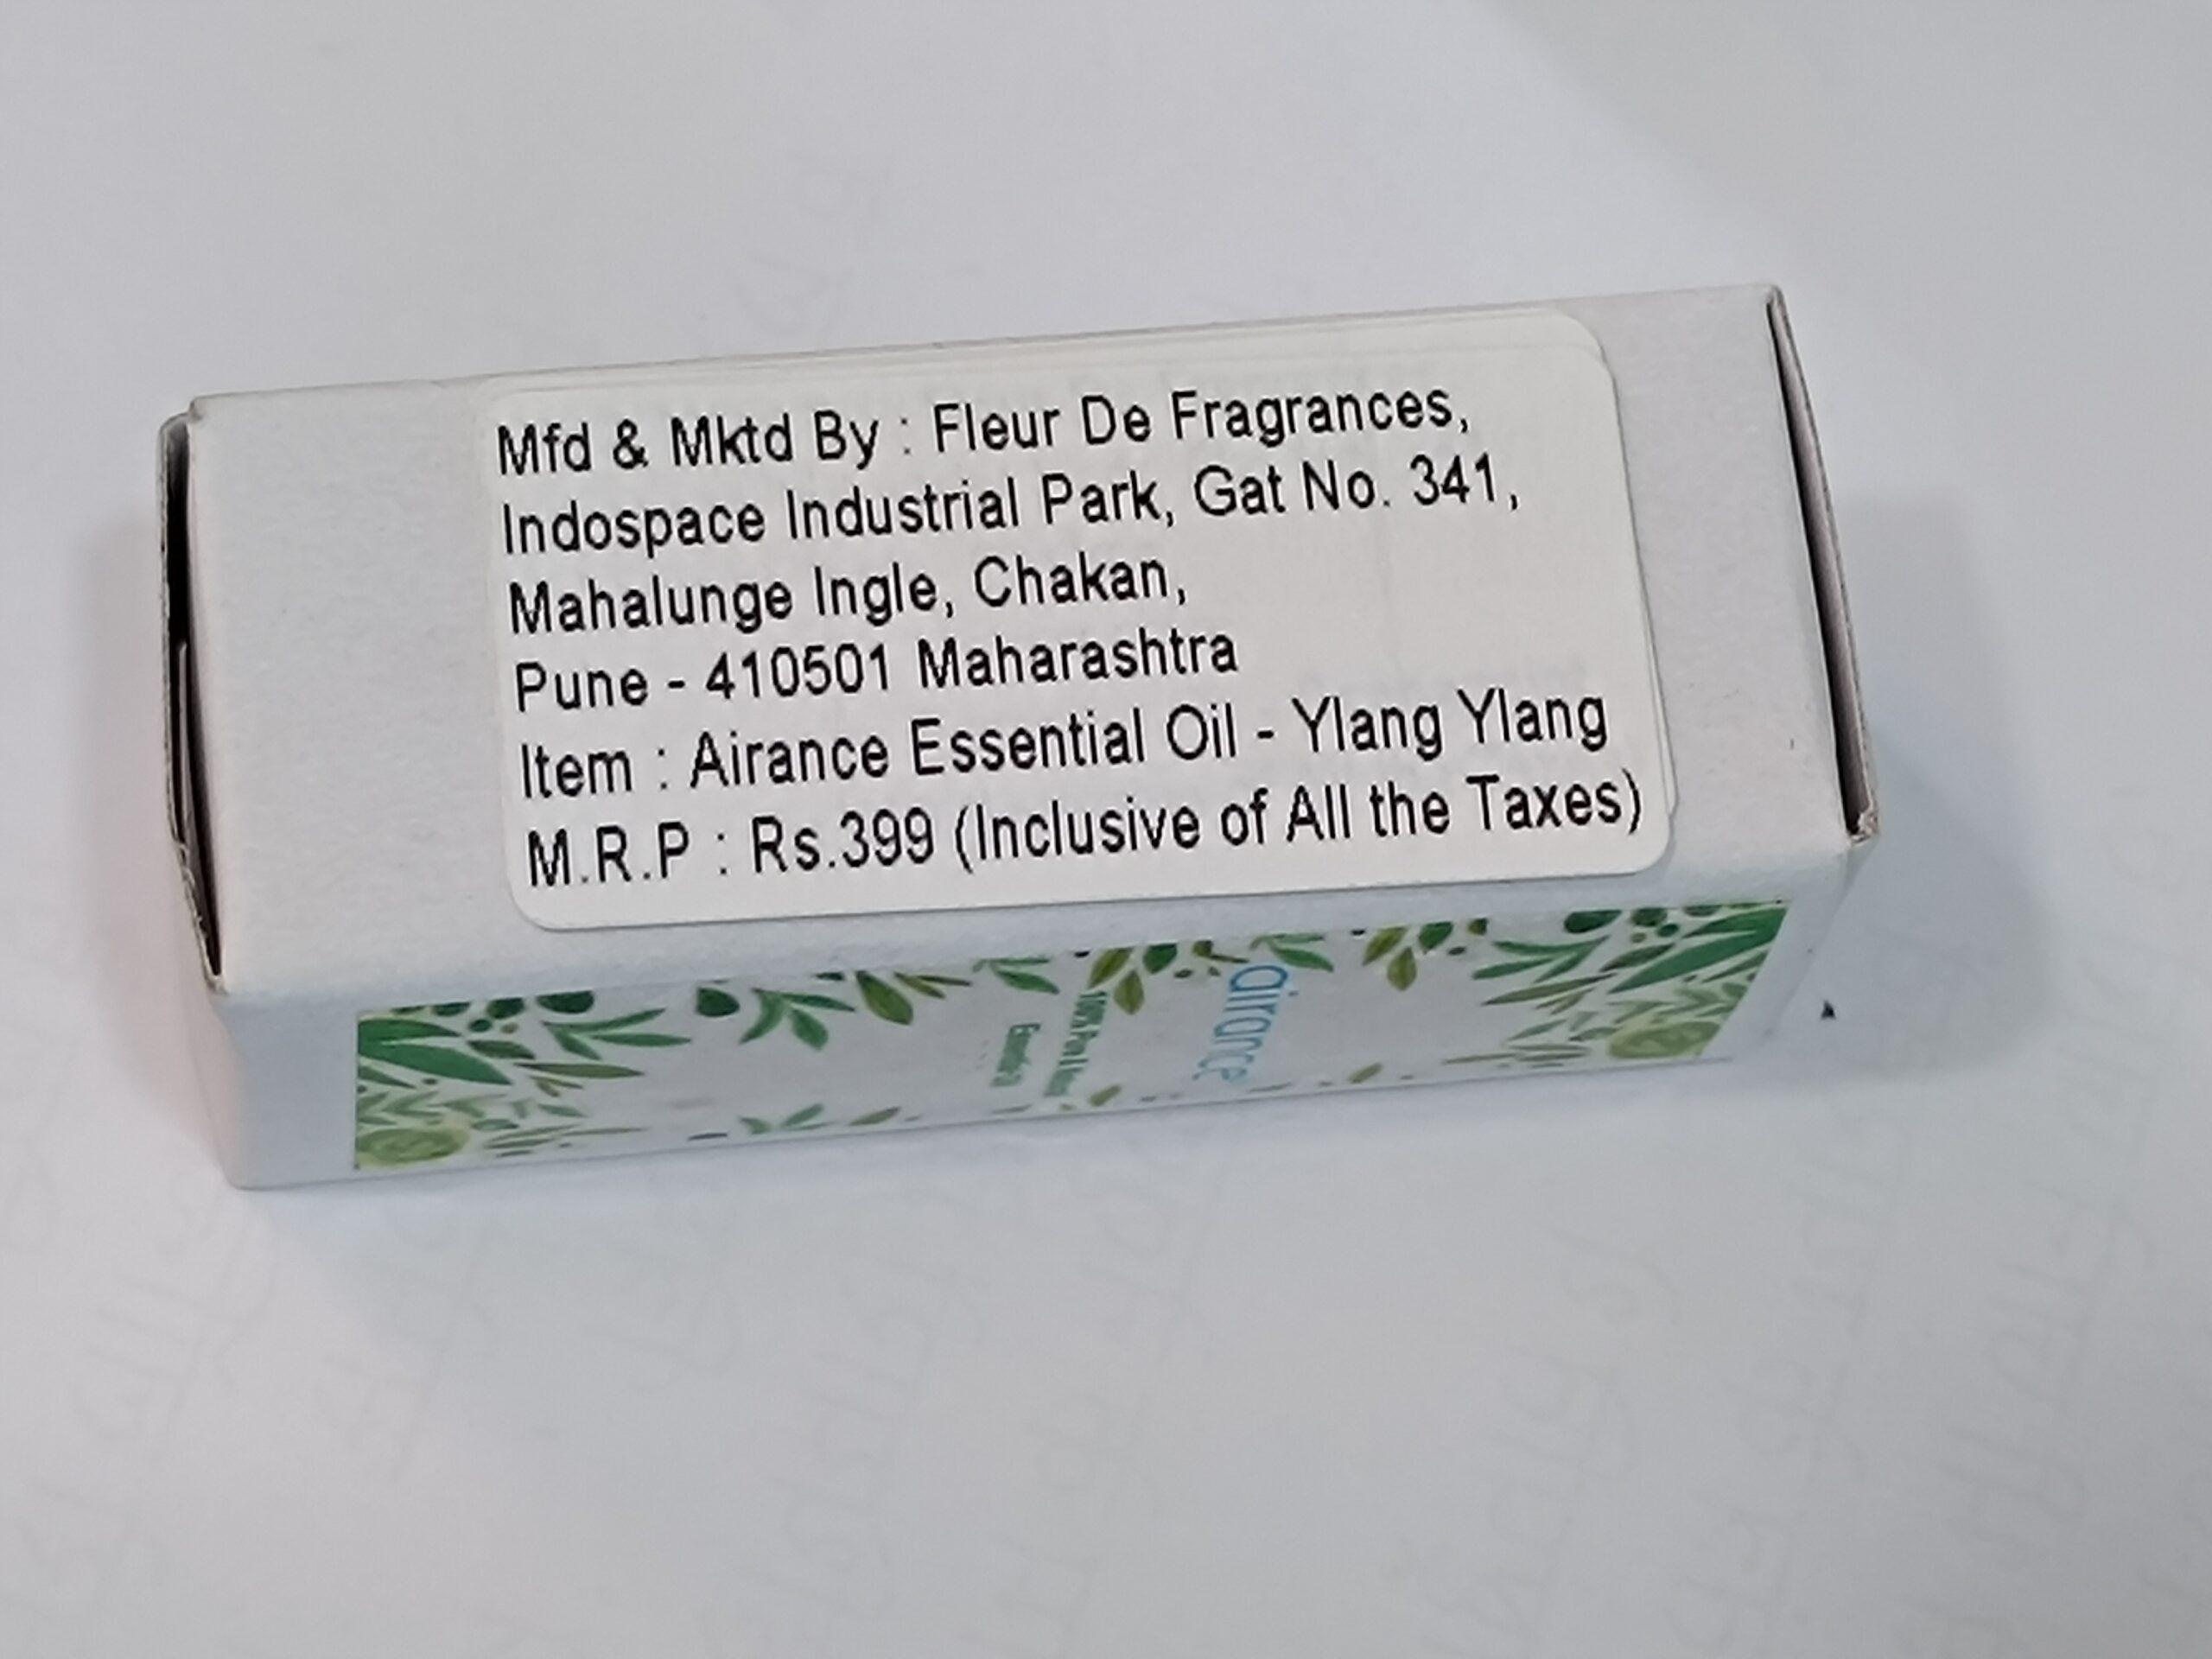 Mfd & Mktd By : Fleur De Fragrances,
Indospace Industrial Park, Gat No. 341,
Mahalunge Ingle, Chakan,
Pune - 410501 Maharashtra
Item : Airance Essential Oil - Ylang Ylang
M.R.P : Rs.399 (Inclusive of All the Taxes)
airance
100%